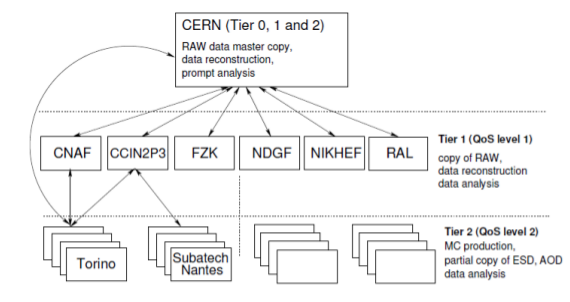 CERN (Tier 0, 1 and 2)
RAW data master copy,
data reconstruction,
prompt analysis
CNAF
CCIN2P3
FZK
NDGF
NIKHEF
RAL
Tier 1 (QoS level 1)
copy of RAW,
data reconstruction
data analysis
Torino
Subatech
Nantes
Tier 2 (QoS level 2)
MC production,
partial copy of ESD, AOD
data analysis